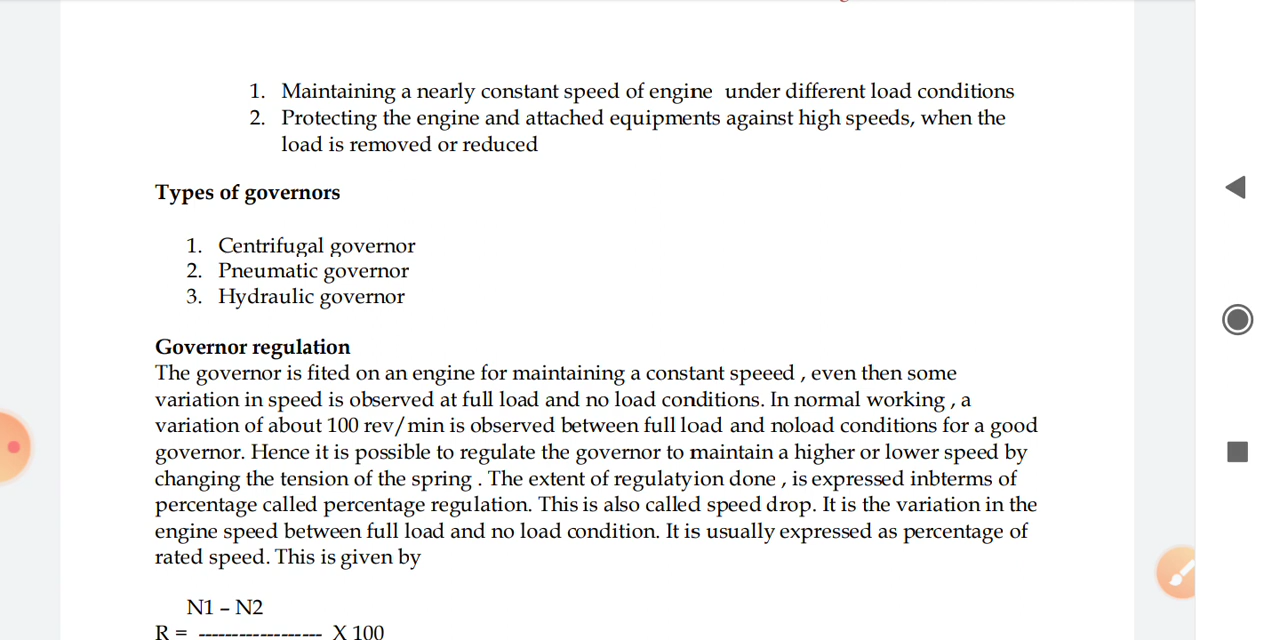 1. Maintaining a nearly constant speed of engine under different load conditions
2. Protecting the engine and attached equipments against high speeds, when the
load is removed or reduced
Types of governors
1. Centrifugal governor
2. Pneumatic governor
3. Hydraulic governor
Governor regulation
The governor is fited on an engine for maintaining a constant speeed , even then some
variation in speed is observed at full load and no load conditions. In normal working , a
variation of about 100 rev/min is observed between full load and noload conditions for a good
governor. Hence it is possible to regulate the governor to maintain a higher or lower speed by
changing the tension of the spring . The extent of regulatyion done , is expressed inbterms of
percentage called percentage regulation. This is also called speed drop. It is the variation in the
engine speed between full load and no load condition. It is usually expressed as percentage of
rated speed. This is given by
N1 – N2
R = ------------------- X 100